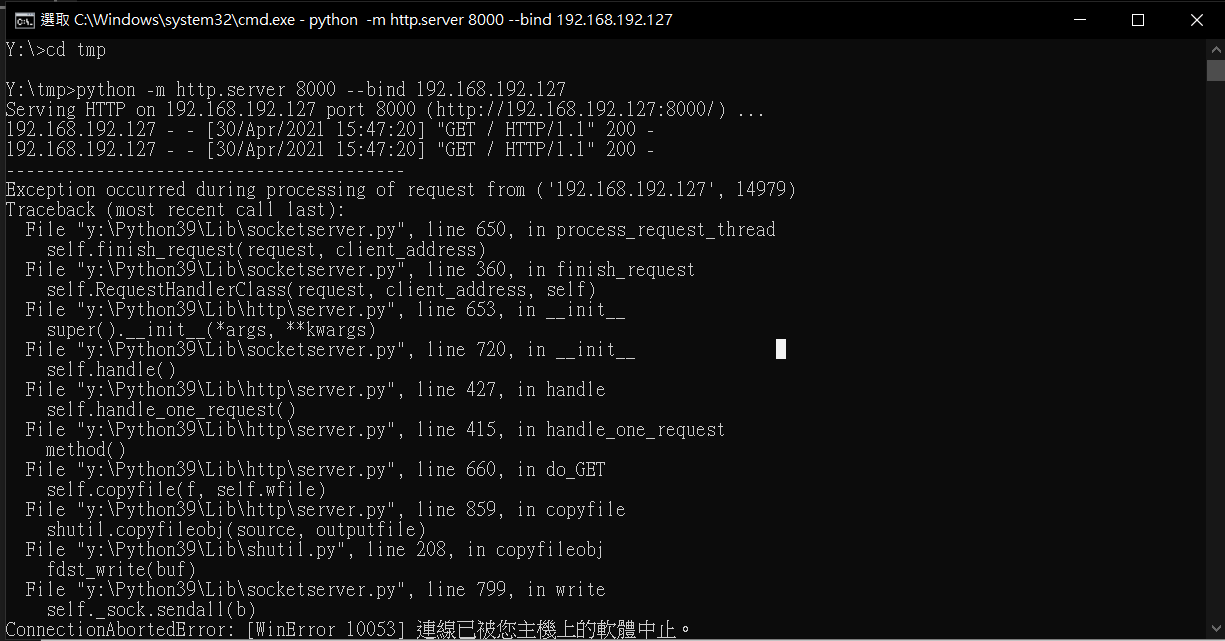 選取 C:\Windows\system32\cmd.exe - python  -m http.server 8000 --bind 192.168.192.127
Y:\>cd tmp
Y:\tmp>python -m http.server 8000 --bind 192.168.192.127
Serving HTTP on 192.168.192.127 port 8000 (http://192.168.192.127:8000/) ...
192.168.192.127 - - [30/Apr/2021 15:47:20] "GET / HTTP/1.1" 200 -
192.168.192.127 - - [30/Apr/2021 15:47:20] "GET / HTTP/1.1" 200 -
----------------------------------------
Exception occurred during processing of request from ('192.168.192.127', 14979)
Traceback (most recent call last):
  File "y:\Python39\Lib\socketserver.py", line 650, in process_request_thread
    self.finish_request(request, client_address)
  File "y:\Python39\Lib\socketserver.py", line 360, in finish_request
    self.RequestHandlerClass(request, client_address, self)
  File "y:\Python39\Lib\http\server.py", line 653, in __init__
    super().__init__(*args, **kwargs)
  File "y:\Python39\Lib\socketserver.py", line 720, in __init__
    self.handle()
  File "y:\Python39\Lib\http\server.py", line 427, in handle
    self.handle_one_request()
  File "y:\Python39\Lib\http\server.py", line 415, in handle_one_request
    method()
  File "y:\Python39\Lib\http\server.py", line 660, in do_GET
    self.copyfile(f, self.wfile)
  File "y:\Python39\Lib\http\server.py", line 859, in copyfile
    shutil.copyfileobj(source, outputfile)
  File "y:\Python39\Lib\shutil.py", line 208, in copyfileobj
    fdst_write(buf)
  File "y:\Python39\Lib\socketserver.py", line 799, in write
    self._sock.sendall(b)
ConnectionAbortedError: [WinError 10053] 連線已被您主機上的軟體中止。